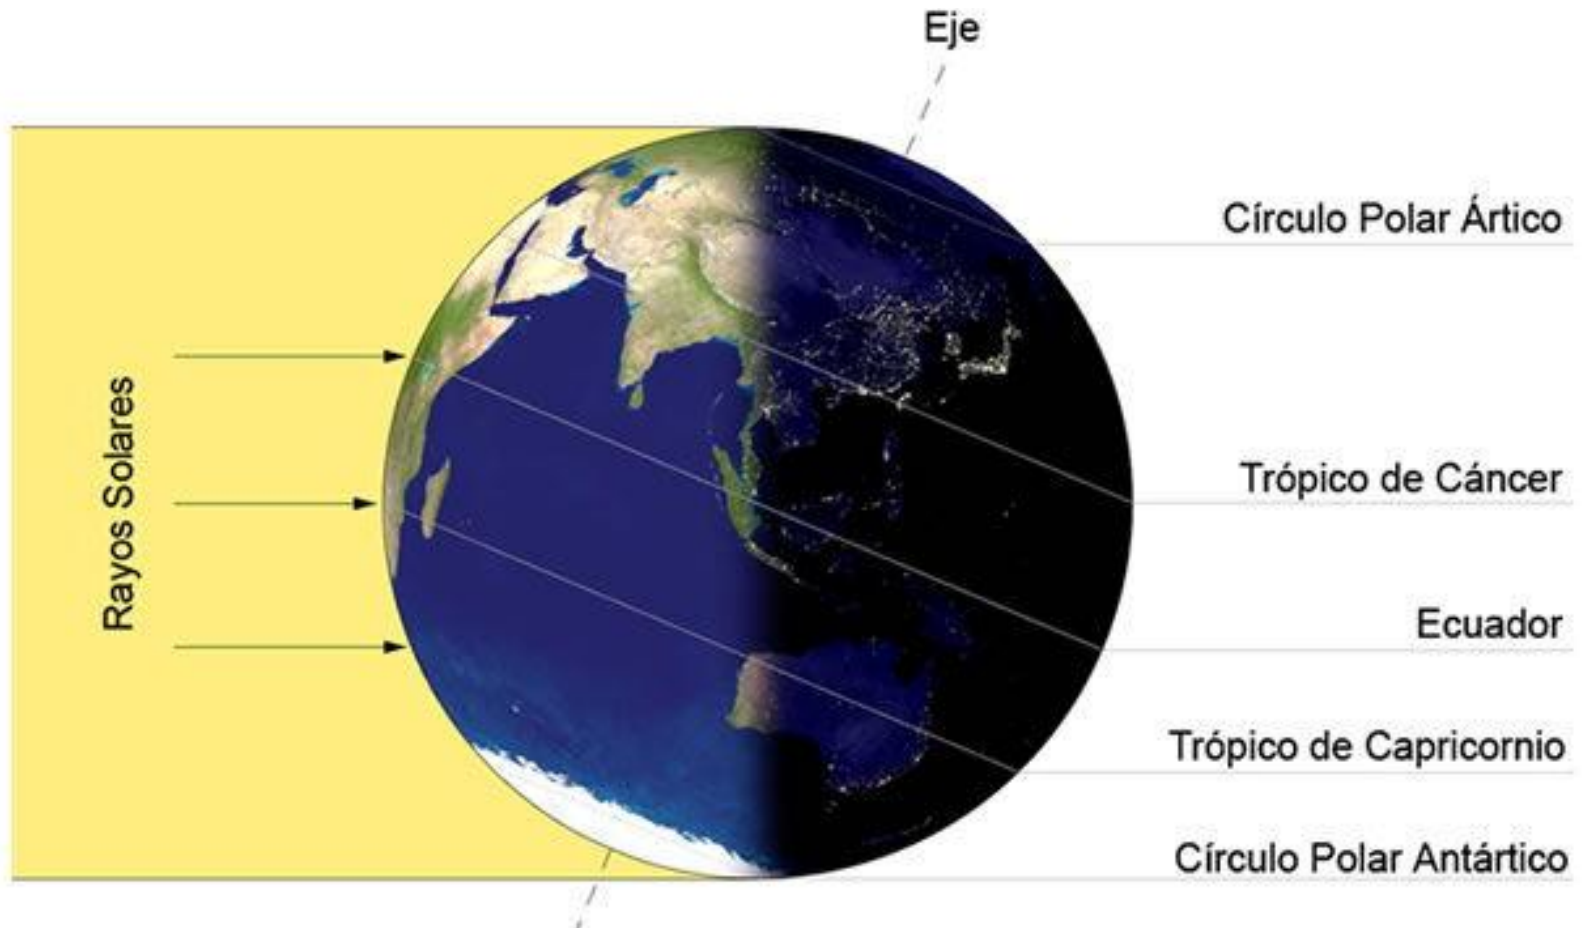 Eje
Círculo Polar Ártico
Trópico de Cáncer
Rayos Solares
Ecuador
Trópico de Capricornio
Círculo Polar Antártico